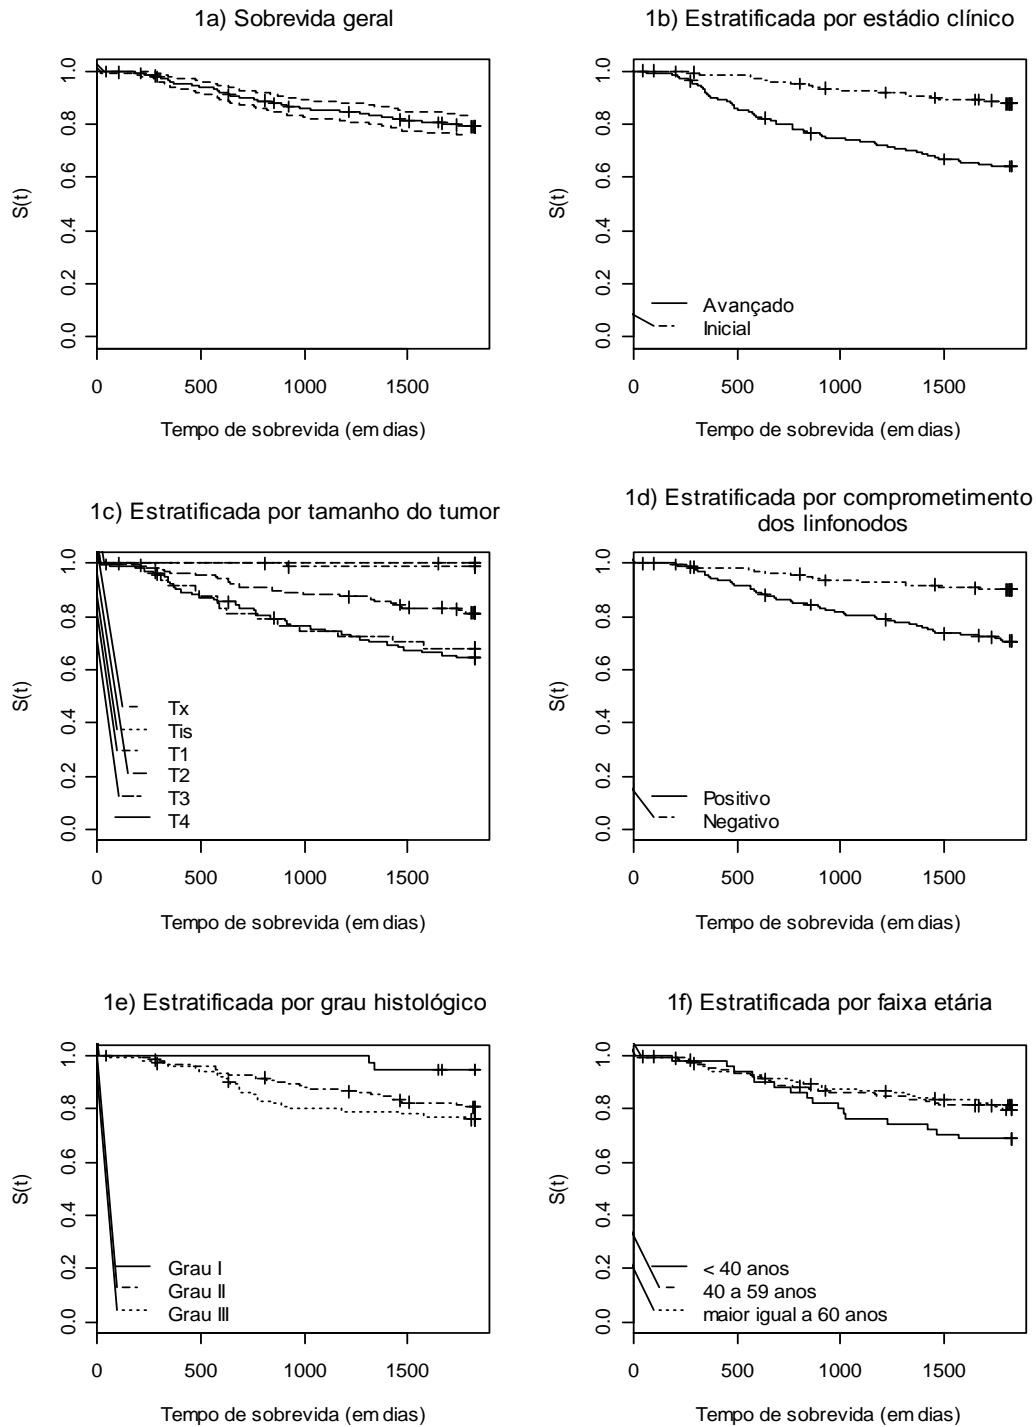 1a) Sobrevida geral
S(t)
1.0
0.8
0.6
0.4
0.2
0.0
0 500 1000 1500
Tempo de sobrevida (em dias)
1b) Estratificada por estádio clínico
S(t)
1.0
0.8
0.6
0.4
0.2
0.0
Avançado
Inicial
0 500 1000 1500
Tempo de sobrevida (em dias)
1c) Estratificada por tamanho do tumor
S(t)
1.0
0.8
0.6
0.4
0.2
0.0
Tx
Tis
T1
T2
T3
T4
0 500 1000 1500
Tempo de sobrevida (em dias)
1d) Estratificada por comprometimento
dos linfonodos
S(t)
1.0
0.8
0.6
0.4
0.2
0.0
Positivo
Negativo
0 500 1000 1500
Tempo de sobrevida (em dias)
1e) Estratificada por grau histológico
S(t)
1.0
0.8
0.6
0.4
0.2
0.0
Grau I
Grau II
Grau III
0 500 1000 1500
Tempo de sobrevida (em dias)
1f) Estratificada por faixa etária
S(t)
1.0
0.8
0.6
0.4
0.2
0.0
< 40 anos
40 a 59 anos
maior igual a 60 anos
0 500 1000 1500
Tempo de sobrevida (em dias)